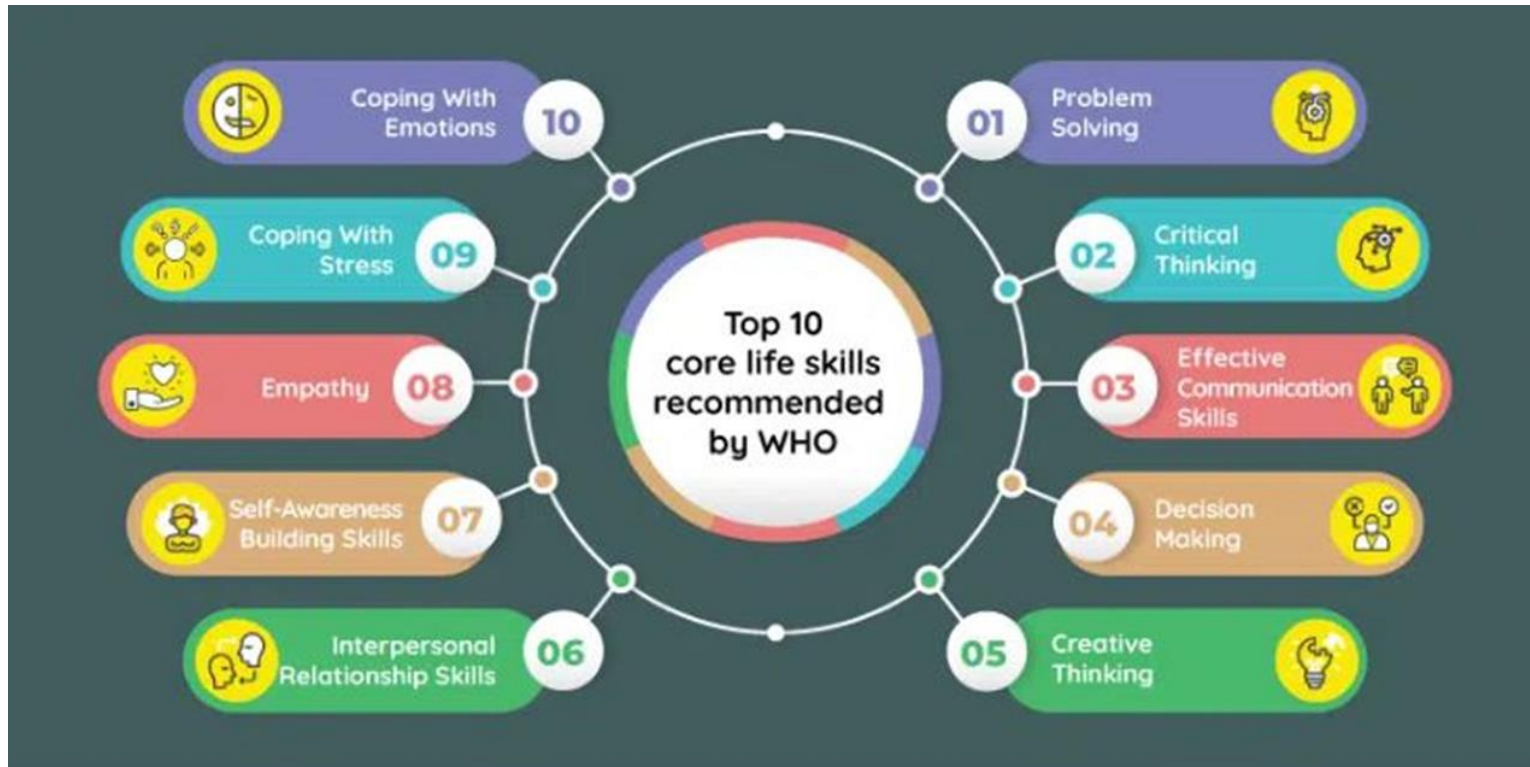 Top 10
core life skills
recommended
by WHO
01
Problem
Solving
02
Critical
Thinking
03
Effective
Communication
Skills
04
Decision
Making
05
Creative
Thinking
06
Interpersonal
Relationship Skills
07
Self-Awareness
Building Skills
08
Empathy
09
Coping With
Stress
10
Coping With
Emotions